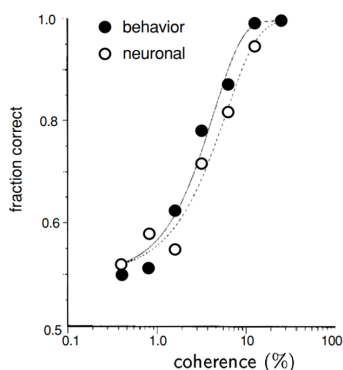 1.0
behavior
neuronal
0.8
fraction correct
0.6
0.5
0.1 1.0 10 100
coherence (%)